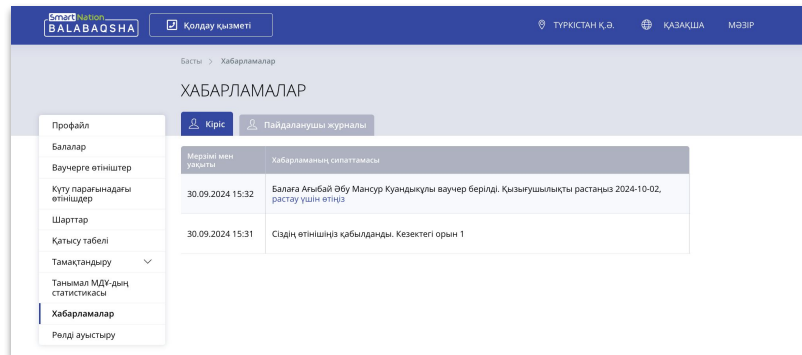 Smart Nation
BALABAQSHA
Қолдау қызметі
ТҮРКІСТАН Қ.Ә.
ҚАЗАҚША
МӘЗІР
Басты > Хабарламалар
ХАБАРЛАМАЛАР
Кіріс
Пайдаланушы журналы
Профайл
Балалар
Ваучерге өтініштер
Күту парағынадағы
өтінішдер
Шарттар
Қатысу табелі
Тамақтандыру
Танымал МДҰ-дың
статистикасы
Хабарламалар
Рөлді ауыстыру
Мерзімі мен
уақыты
Хабарламаның сипаттамасы
30.09.2024 15:32
Балаға Ағыбай Әбу Мансур Куандыкұлы ваучер берілді. Қызығушылықты растаңыз 2024-10-02,
растау үшін өтіңіз
30.09.2024 15:31
Сіздің өтінішіңіз қабылданды. Кезектегі орын 1